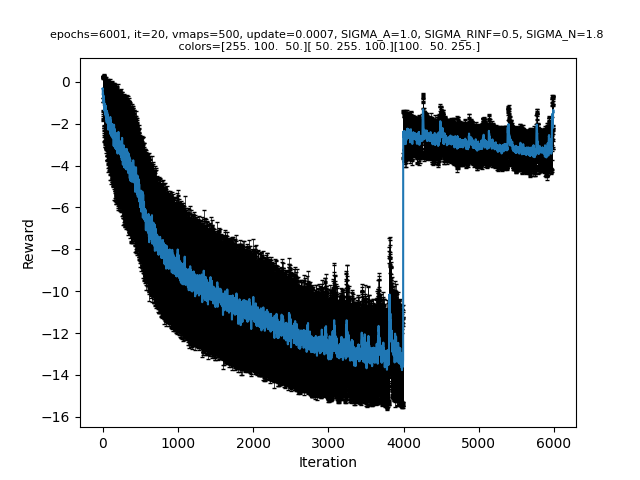 epochs=6001, it=20, vmaps=500, update=0.0007, SIGMA_A=1.0, SIGMA_RINF=0.5, SIGMA_N=1.8
colors=[255. 100.  50.][ 50. 255. 100.][100.  50. 255.]
0
−2
−4
−6
−8
−10
−12
−14
−16
Reward
0 1000 2000 3000 4000 5000 6000
Iteration